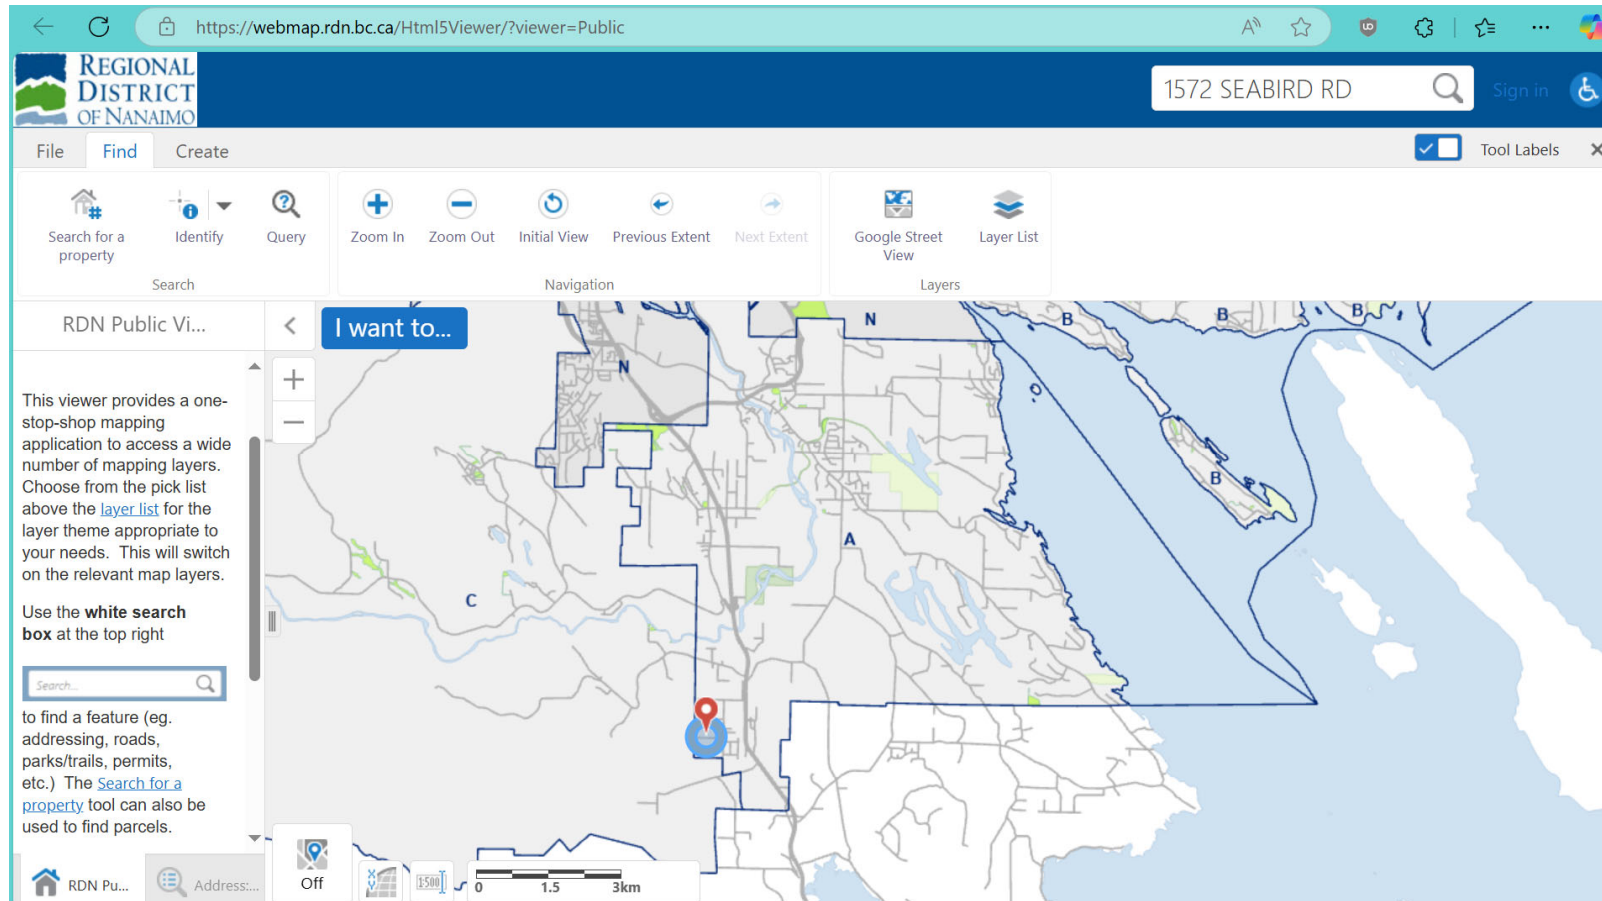 https://webmap.rdn.bc.ca/Html5Viewer/?viewer=Public
REGIONAL
DISTRICT
OF NANAIMO
1572 SEABIRD RD
Sign in
File
Find
Create
Tool Labels
Search for a
property
Identify
Query
Search
Zoom In
Zoom Out
Initial View
Previous Extent
Next Extent
Navigation
Google Street
View
Layer List
Layers
RDN Public Vi...
I want to...
This viewer provides a one-
stop-shop mapping
application to access a wide
number of mapping layers.
Choose from the pick list
above the layer list for the
layer theme appropriate to
your needs. This will switch
on the relevant map layers.
Use the white search
box at the top right
Search...
to find a feature (eg.
addressing, roads,
parks/trails, permits,
etc.) The Search for a
property tool can also be
used to find parcels.
RDN Pu...
Address:...
N
N
B
B
B
B
A
C
Off
X
Y
1:500
0
1.5
3km